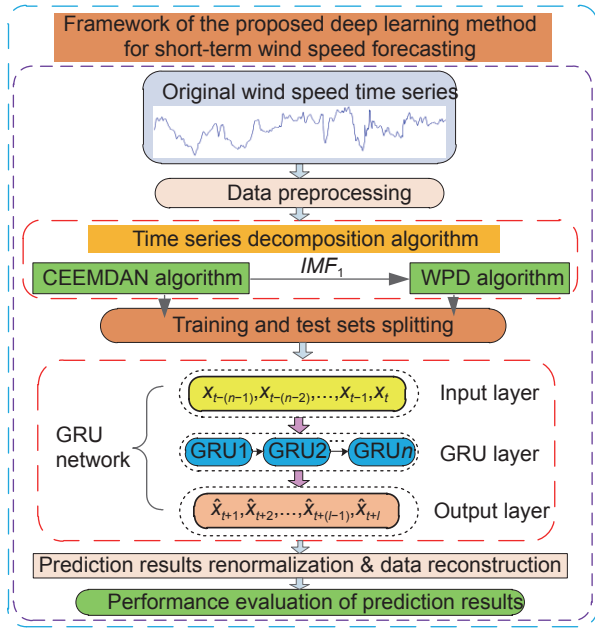 Framework of the proposed deep learning method
for short-term wind speed forecasting
Original wind speed time series
Data preprocessing
Time series decomposition algorithm
CEEMDAN algorithm
IMF₁
WPD algorithm
Training and test sets splitting
GRU
network
xₜ₋₍ₙ₋₁₎,xₜ₋₍ₙ₋₂₎,...,xₜ₋₁,xₜ
Input layer
GRU1
GRU2
...
GRUn
GRU layer
x̂ₜ₊₁,x̂ₜ₊₂,...,x̂ₜ₊₍ₗ₋₁₎,x̂ₜ₊ₗ
Output layer
Prediction results renormalization & data reconstruction
Performance evaluation of prediction results